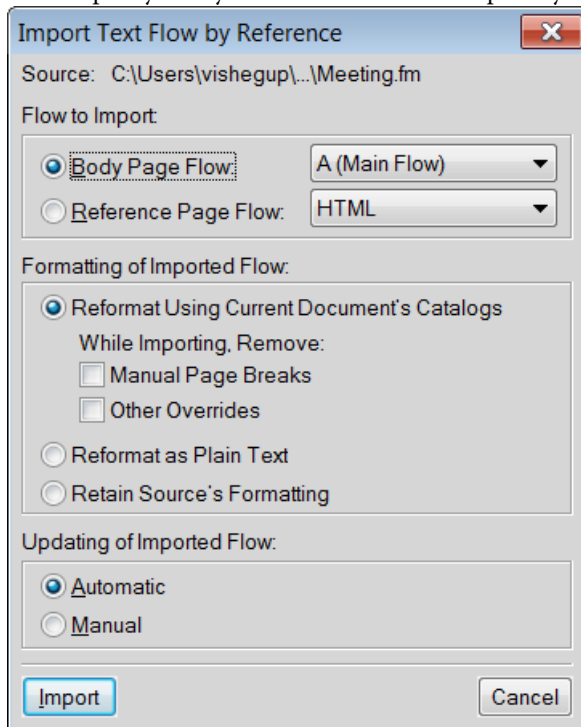 Import Text Flow by Reference
Source: C:\Users\vishegup\...\Meeting.fm
Flow to Import:
Body Page Flow: A (Main Flow)
Reference Page Flow: HTML
Formatting of Imported Flow:
Reformat Using Current Document's Catalogs
While Importing, Remove:
Manual Page Breaks
Other Overrides
Reformat as Plain Text
Retain Source's Formatting
Updating of Imported Flow:
Automatic
Manual
Import Cancel